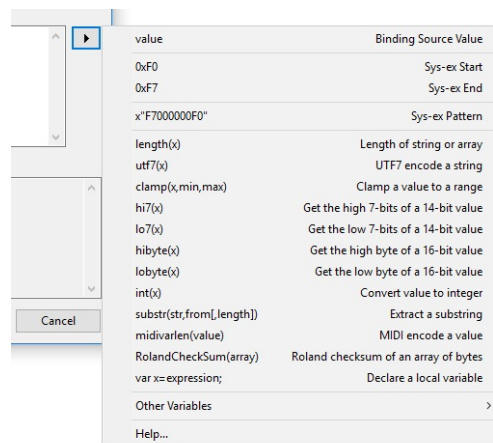 value Binding Source Value
0xF0 Sys-ex Start
0xF7 Sys-ex End
x"F7000000F0" Sys-ex Pattern
length(x) Length of string or array
utf7(x) UTF7 encode a string
clamp(x,min,max) Clamp a value to a range
hi7(x) Get the high 7-bits of a 14-bit value
lo7(x) Get the low 7-bits of a 14-bit value
hibyte(x) Get the high byte of a 16-bit value
lobyte(x) Get the low byte of a 16-bit value
int(x) Convert value to integer
substr(str,from[,length]) Extract a substring
midivarlen(value) MIDI encode a value
RolandCheckSum(array) Roland checksum of an array of bytes
var x=expression; Declare a local variable
Other Variables
Help...
Cancel